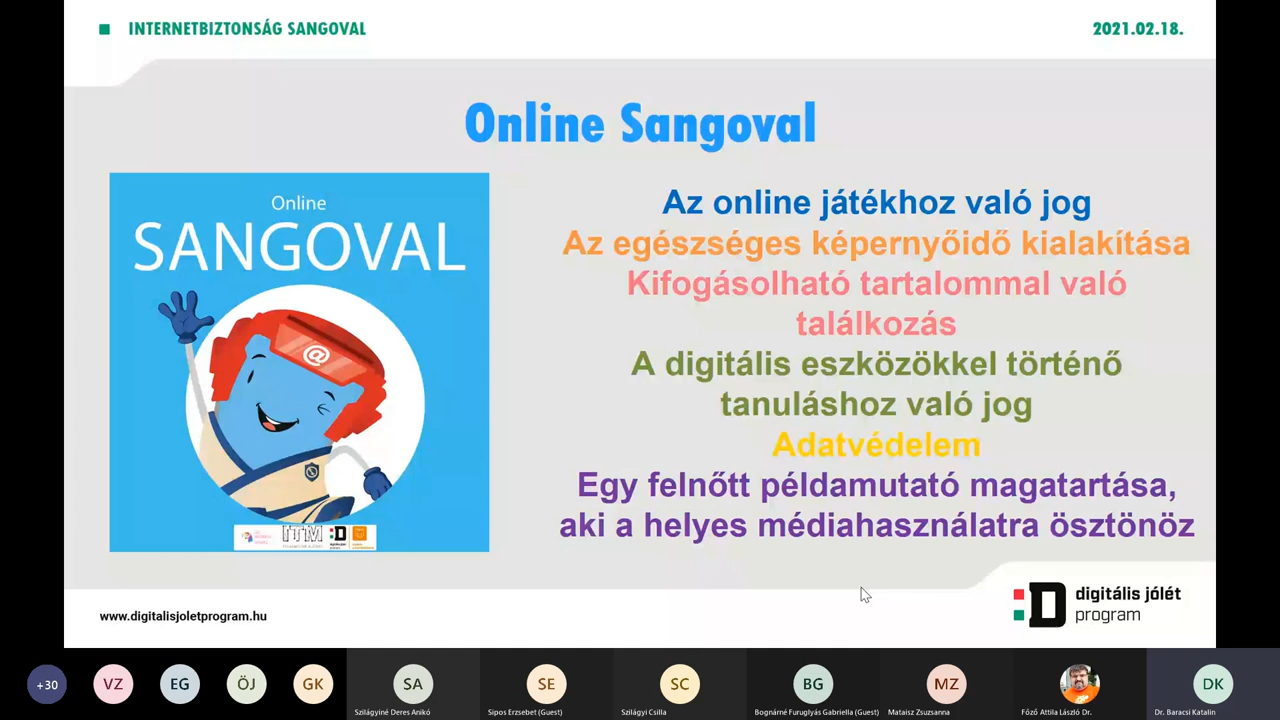 INTERNETBIZTONSÁG SANGOVAL
2021.02.18.
Online Sangoval
Online
SANGOVAL
@
ITM
Az online játékhoz való jog
Az egészséges képernyőidő kialakítása
Kifogásolható tartalommal való
találkozás
A digitális eszközökkel történő
tanuláshoz való jog
Adatvédelem
Egy felnőtt példamutató magatartása,
aki a helyes médiahasználatra ösztönöz
www.digitalisjoletprogram.hu
:D digitális jólét
program
+30
VZ
EG
ÖJ
GK
SA
SE
SC
BG
MZ
DK
Szilágyiné Deres Anikó
Sipos Erzsebet (Guest)
Szilágyi Csilla
Bognárné Furuglyás Gabriella (Guest)
Mataisz Zsuzsanna
Főző Attila László Dr.
Dr. Baracsi Katalin